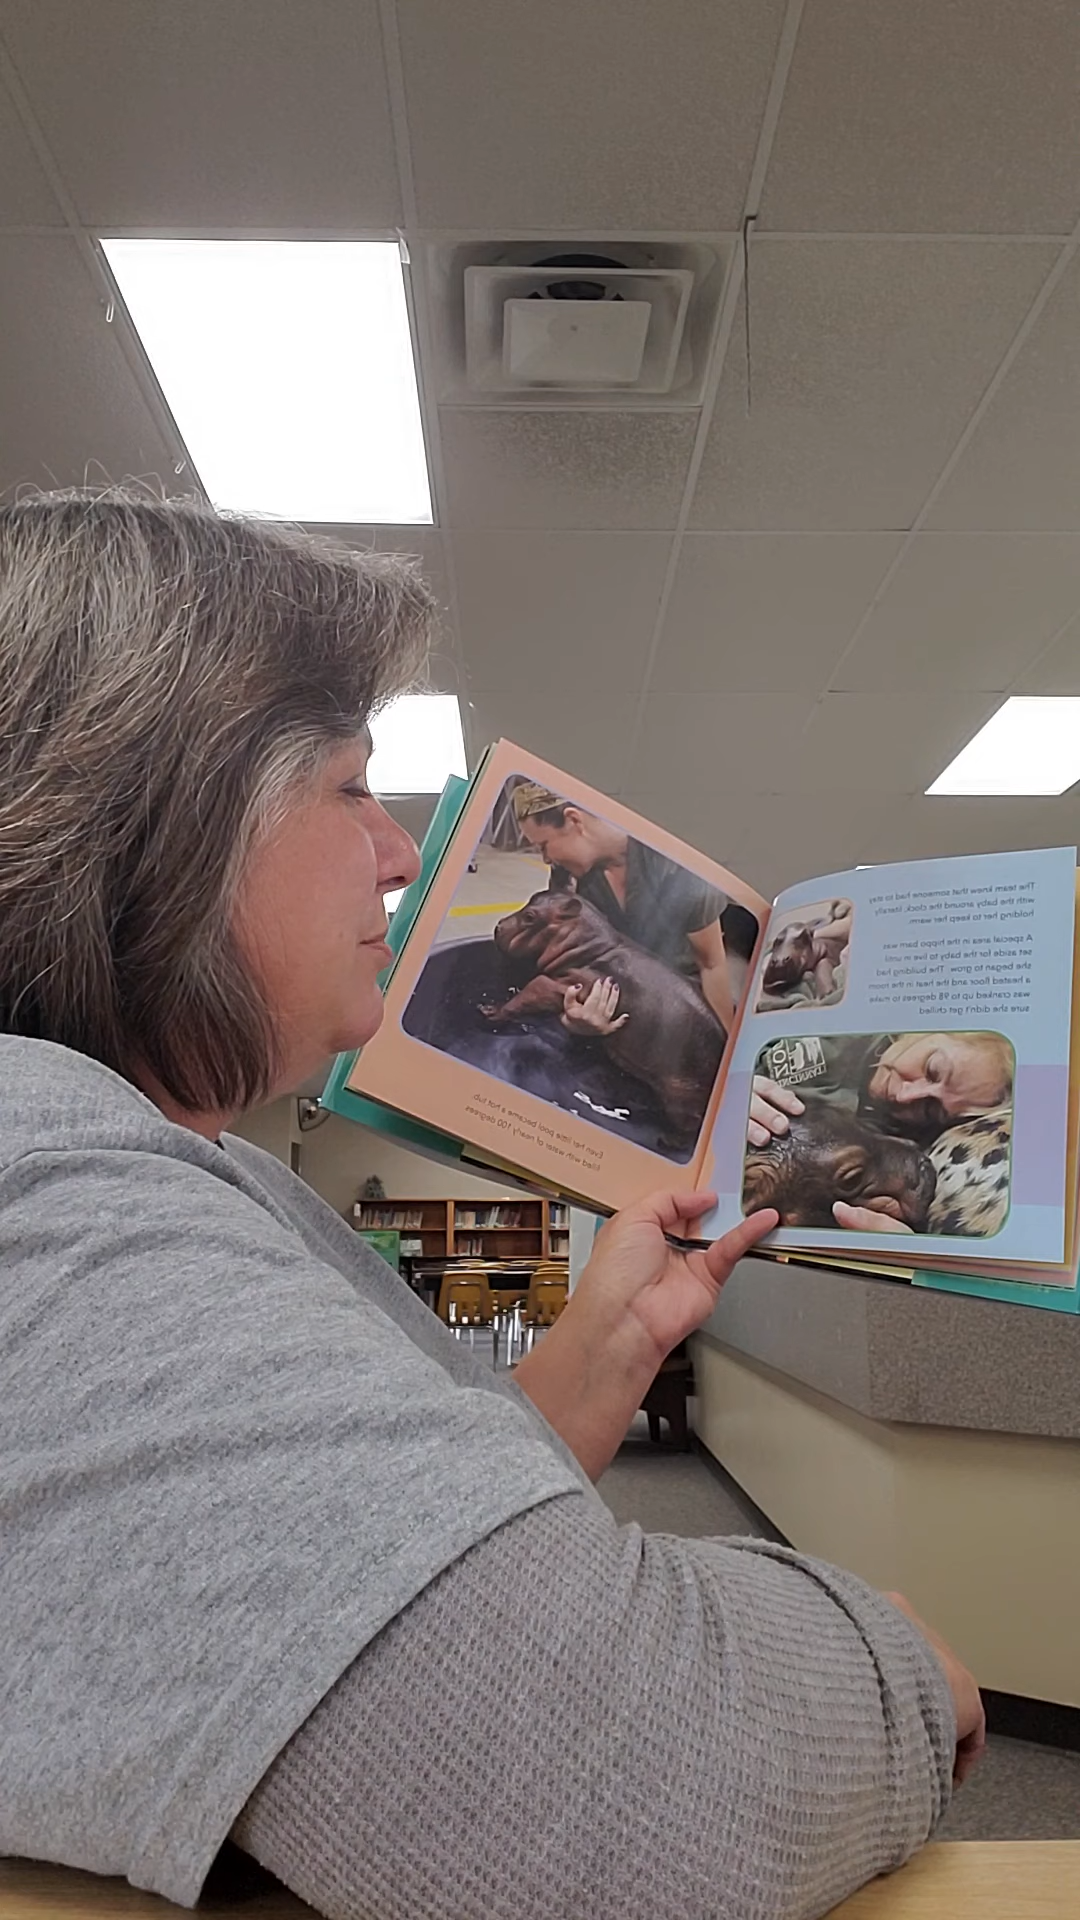 The team knew that someone had to stay
with the baby around the clock, literally
holding her to keep her warm.
A special area in the hippo barn was
set aside for the baby to live in until
she began to grow. The building had
a heated floor and the heat in the room
was cranked up to 98 degrees to make
sure she didn't get chilled.
Even her little pool became a hot tub,
filled with water of nearly 100 degrees.